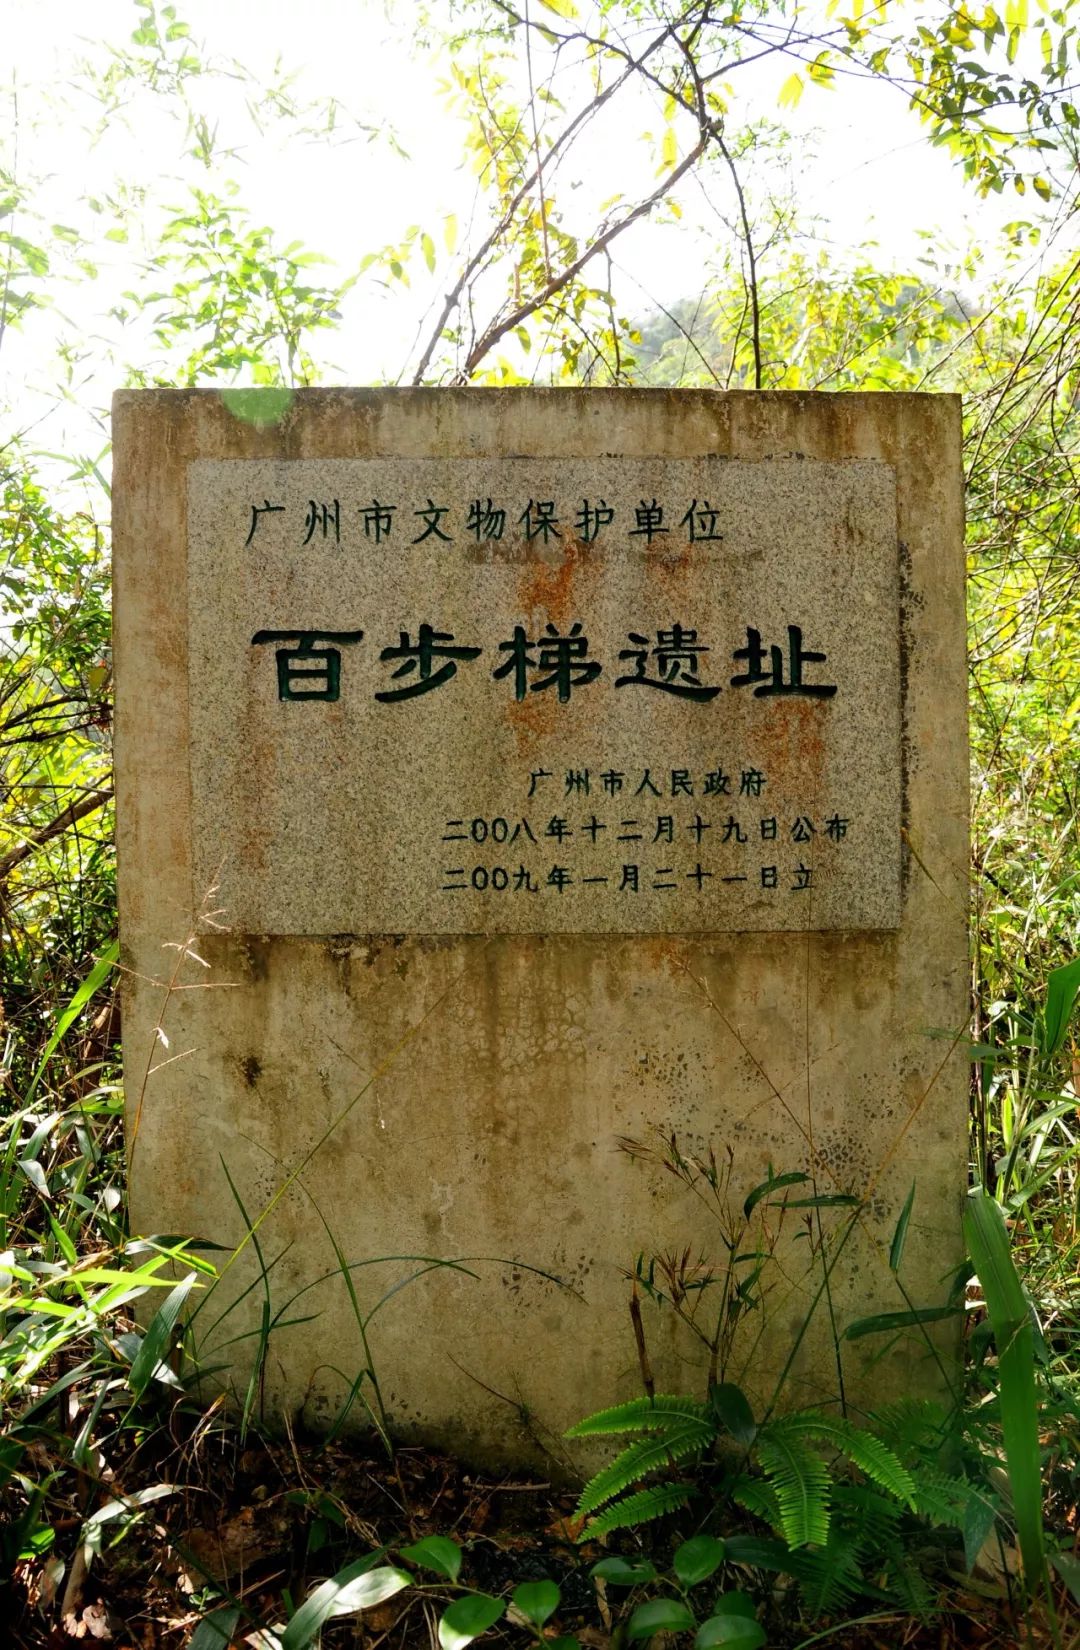 广州市文物保护单位
百步梯遗址
广州市人民政府
二00八年十二月十九日公布
二00九年一月二十一日立